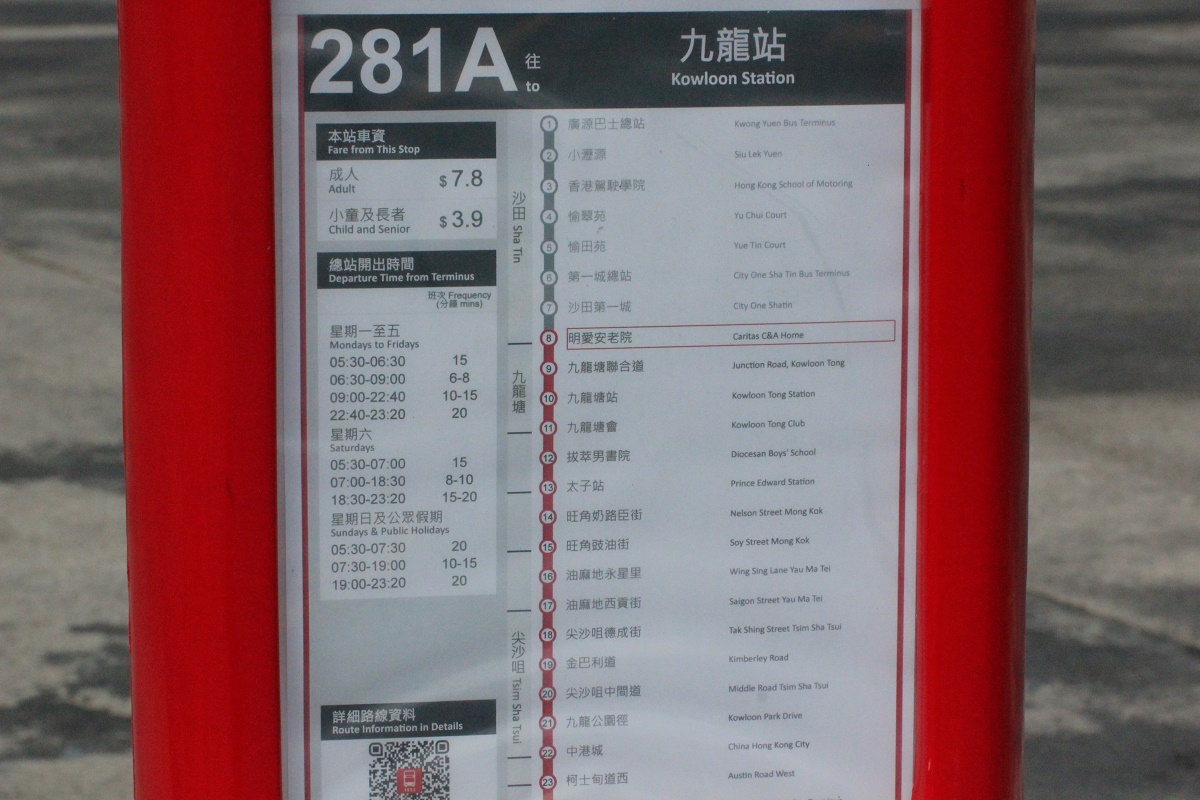 281A 往 to 九龍站 Kowloon Station
本站車資
Fare from This Stop
成人 $7.8
Adult
小童及長者 $3.9
Child and Senior
總站開出時間
Departure Time from Terminus
班次 Frequency
(分鐘 mins)
星期一至五
Mondays to Fridays
05:30-06:30 15
06:30-09:00 6-8
09:00-22:40 10-15
22:40-23:20 20
星期六
Saturdays
05:30-07:00 15
07:00-18:30 8-10
18:30-23:20 15-20
星期日及公眾假期
Sundays & Public Holidays
05:30-07:30 20
07:30-19:00 10-15
19:00-23:20 20
詳細路線資料
Route Information in Details
沙田 Sha Tin
九龍塘
尖沙咀 Tsim Sha Tsui
1 廣源巴士總站 Kwong Yuen Bus Terminus
2 小瀝源 Siu Lek Yuen
3 香港駕駛學院 Hong Kong School of Motoring
4 愉翠苑 Yu Chui Court
5 愉田苑 Yue Tin Court
6 第一城總站 City One Sha Tin Bus Terminus
7 沙田第一城 City One Shatin
8 明愛安老院 Caritas C&A Home
9 九龍塘聯合道 Junction Road, Kowloon Tong
10 九龍塘站 Kowloon Tong Station
11 九龍塘會 Kowloon Tong Club
12 拔萃男書院 Diocesan Boys' School
13 太子站 Prince Edward Station
14 旺角奶路臣街 Nelson Street Mong Kok
15 旺角豉油街 Soy Street Mong Kok
16 油麻地永星里 Wing Sing Lane Yau Ma Tei
17 油麻地西貢街 Saigon Street Yau Ma Tei
18 尖沙咀德成街 Tak Shing Street Tsim Sha Tsui
19 金巴利道 Kimberley Road
20 尖沙咀中間道 Middle Road Tsim Sha Tsui
21 九龍公園徑 Kowloon Park Drive
22 中港城 China Hong Kong City
23 柯士甸道西 Austin Road West